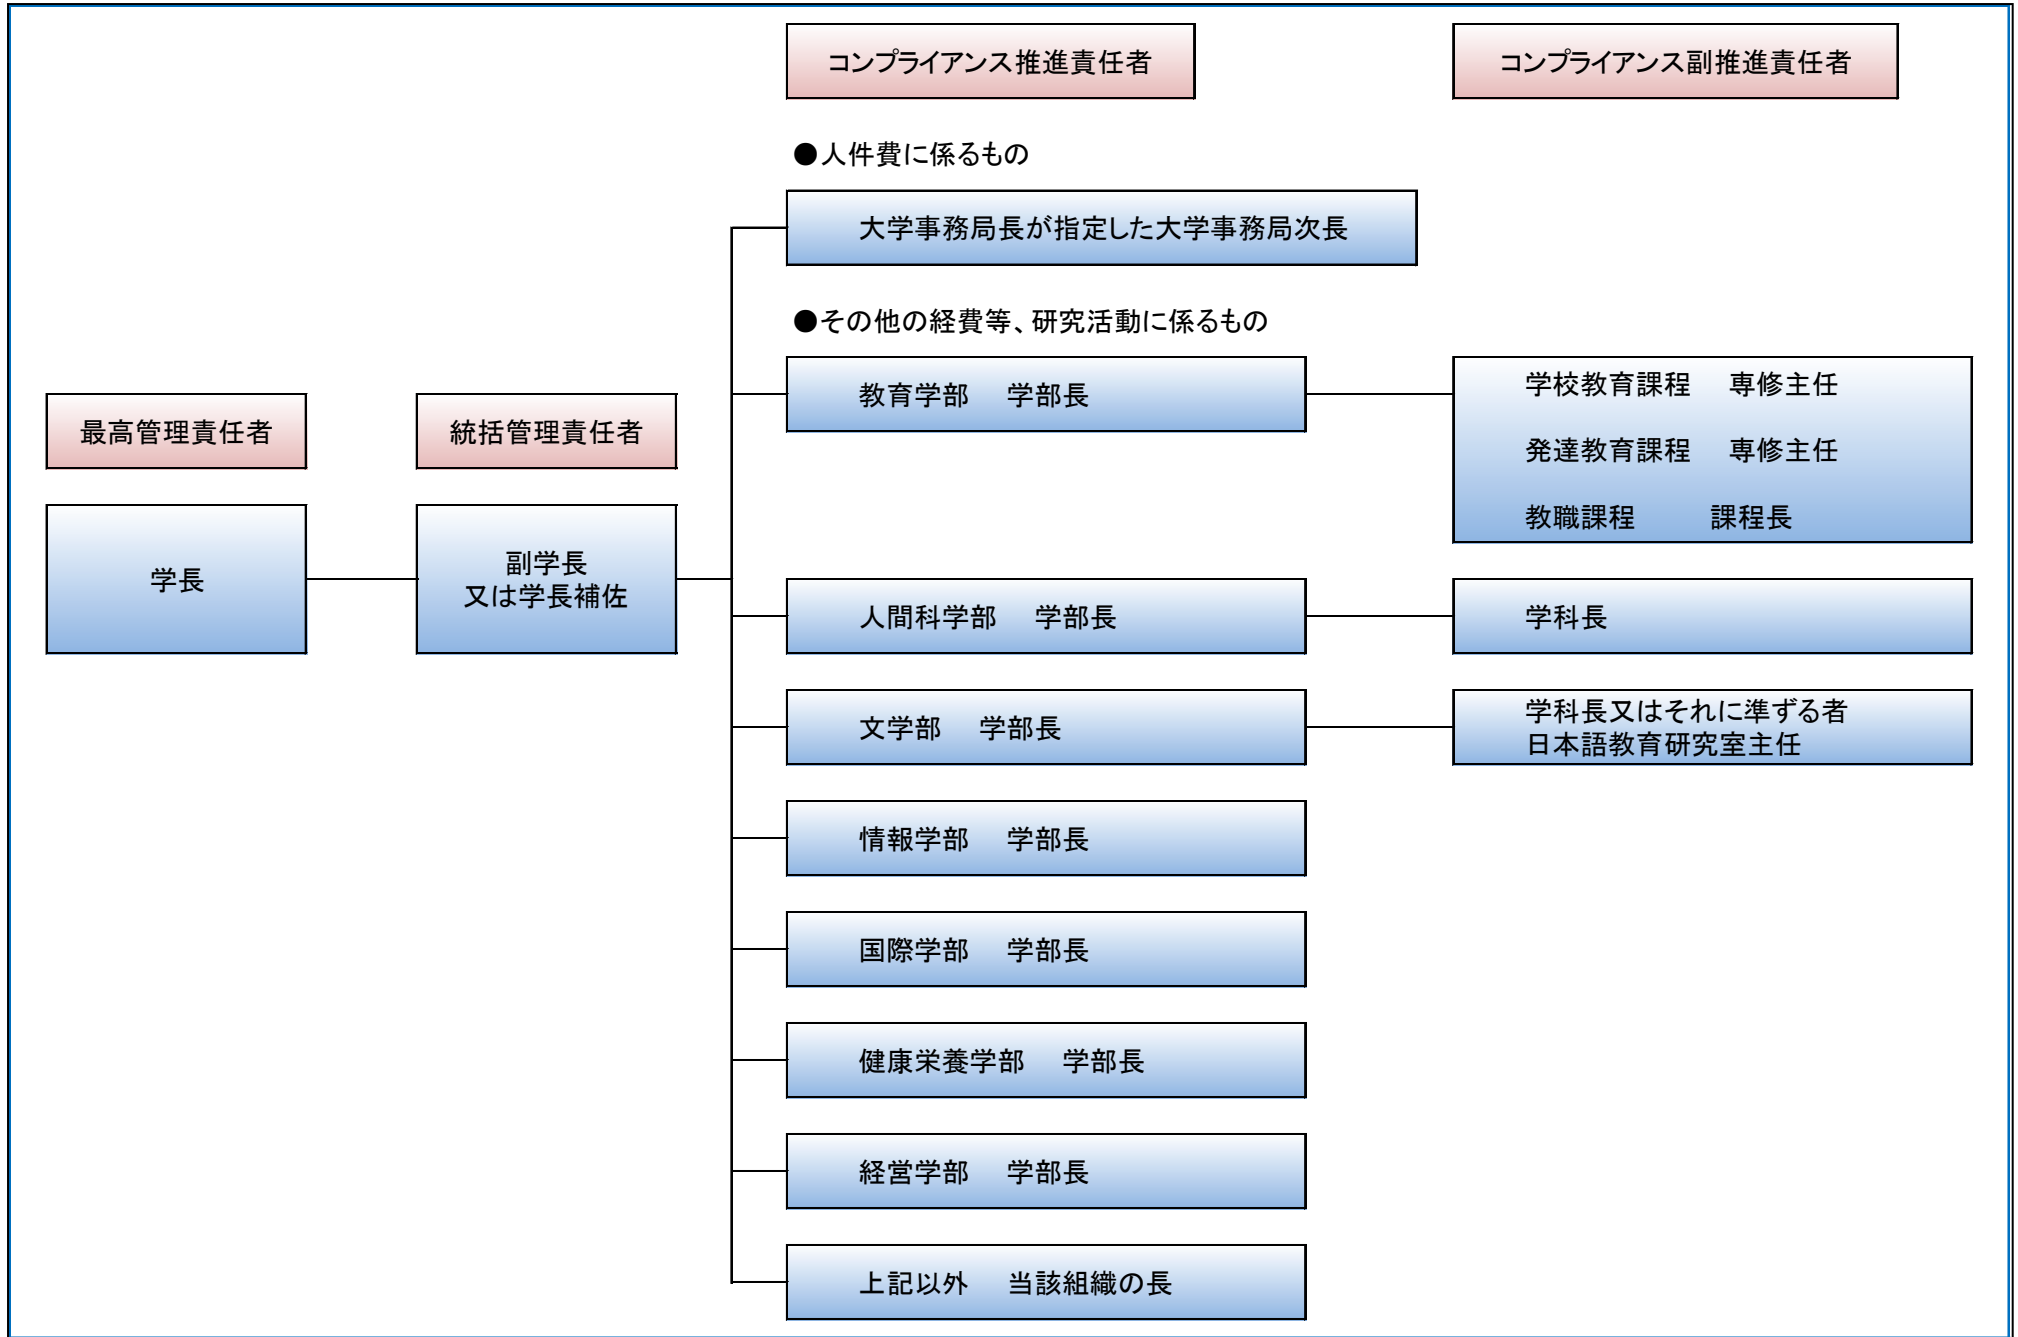 コンプライアンス推進責任者
コンプライアンス副推進責任者
●人件費に係るもの
大学事務局長が指定した大学事務局次長
●その他の経費等、研究活動に係るもの
最高管理責任者
統括管理責任者
学長
副学長
又は学長補佐
教育学部 学部長
学校教育課程 専修主任
発達教育課程 専修主任
教職課程 課程長
人間科学部 学部長
学科長
文学部 学部長
学科長又はそれに準ずる者
日本語教育研究室主任
情報学部 学部長
国際学部 学部長
健康栄養学部 学部長
経営学部 学部長
上記以外 当該組織の長